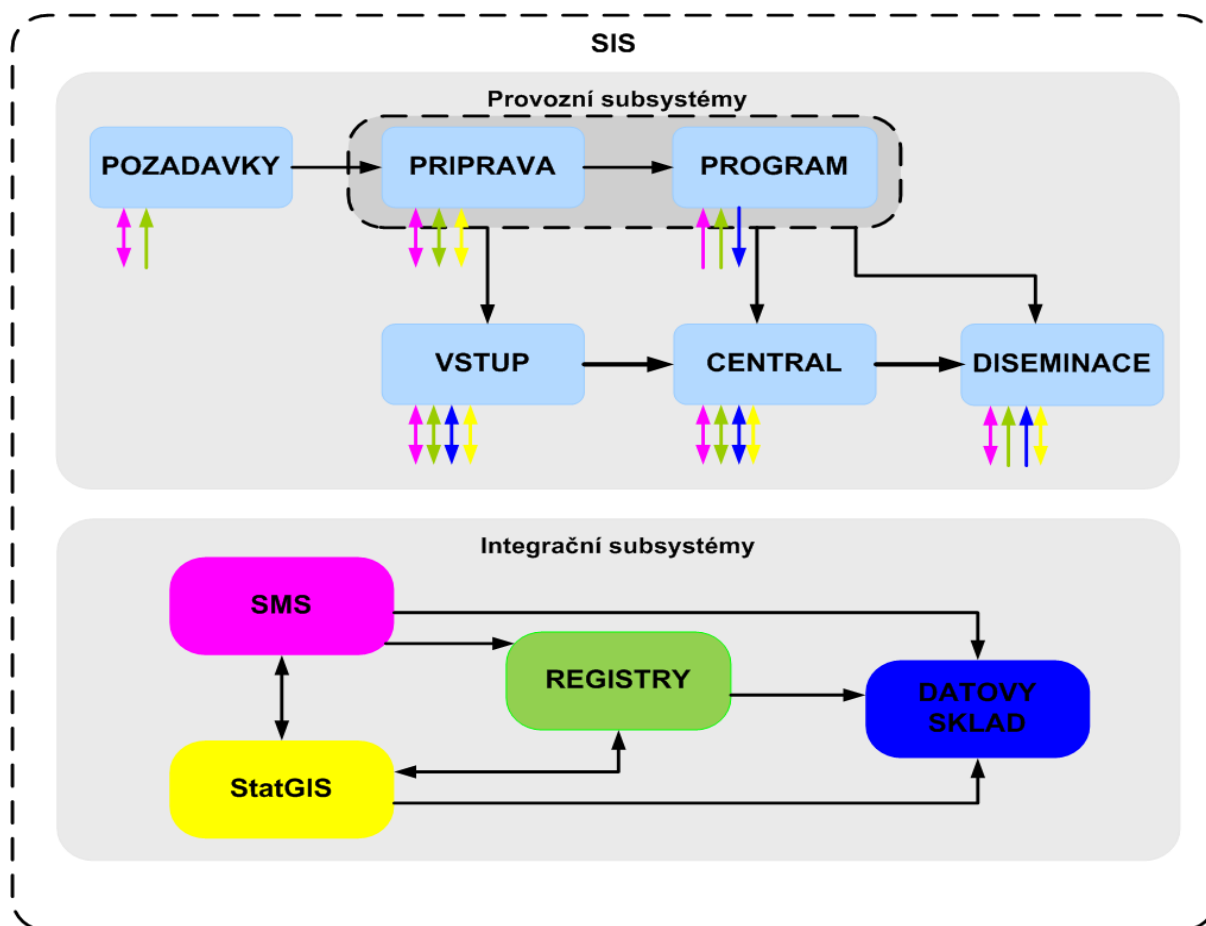 SIS
Provozní subsystémy
POZADAVKY
PRIPRAVA
PROGRAM
VSTUP
CENTRAL
DISEMINACE
Integrační subsystémy
SMS
REGISTRY
DATOVY
SKLAD
StatGIS